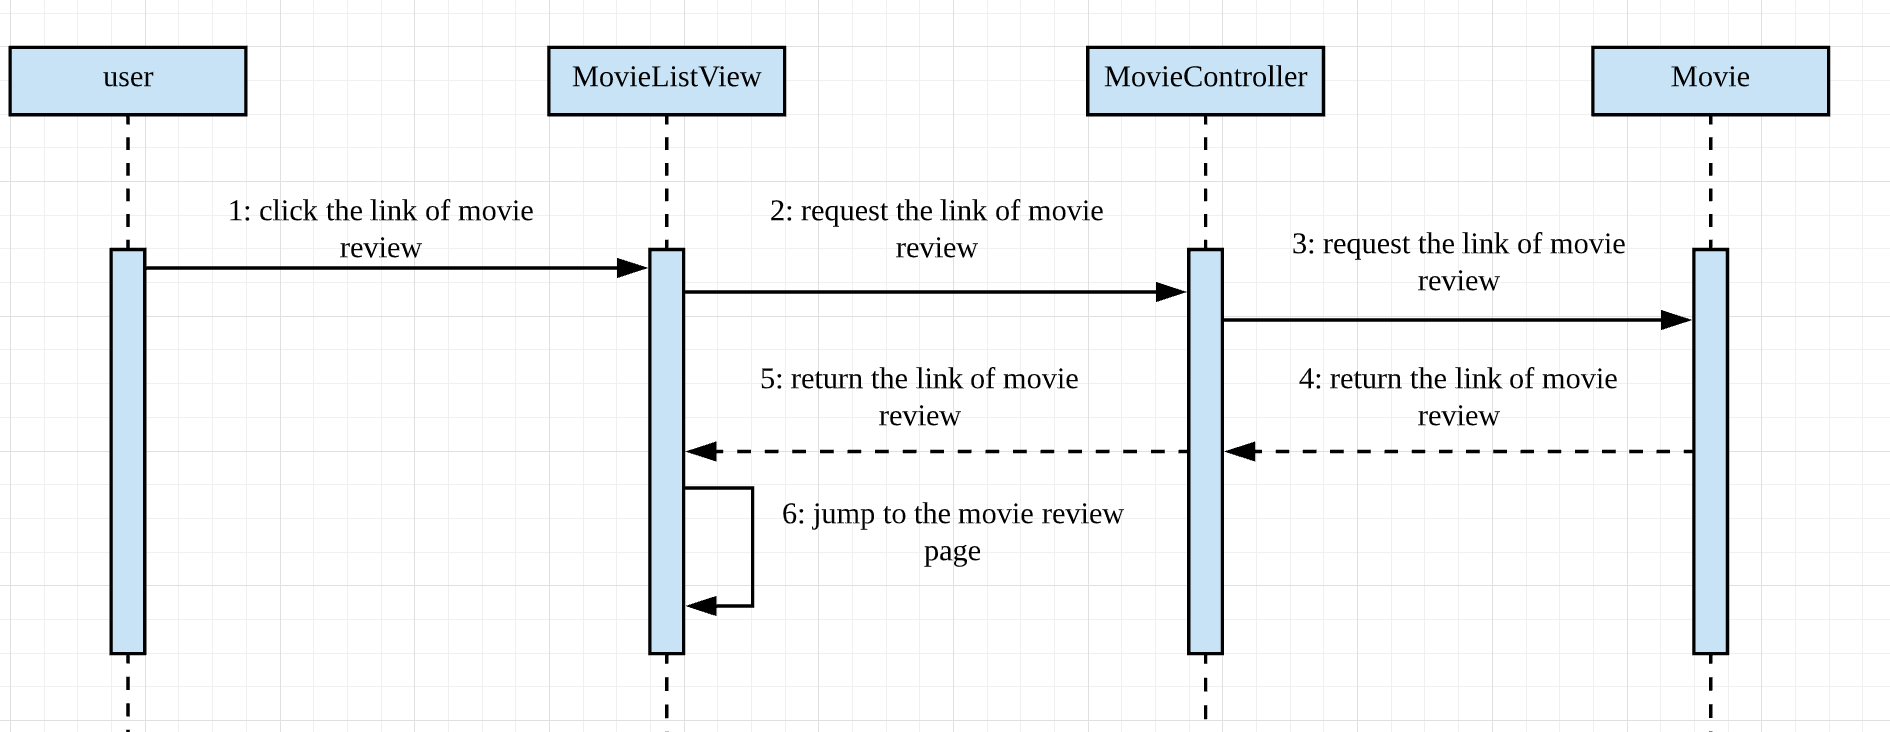 user
MovieListView
MovieController
Movie
1: click the link of movie
review
2: request the link of movie
review
3: request the link of movie
review
5: return the link of movie
review
4: return the link of movie
review
6: jump to the movie review
page